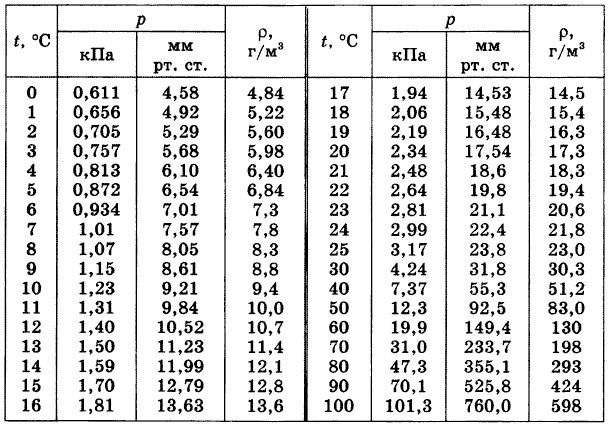 t, °C p ρ, г/м³ t, °C p ρ, г/м³
кПа мм рт. ст. кПа мм рт. ст.
0 0,611 4,58 4,84 17 1,94 14,53 14,5
1 0,656 4,92 5,22 18 2,06 15,48 15,4
2 0,705 5,29 5,60 19 2,19 16,48 16,3
3 0,757 5,68 5,98 20 2,34 17,54 17,3
4 0,813 6,10 6,40 21 2,48 18,6 18,3
5 0,872 6,54 6,84 22 2,64 19,8 19,4
6 0,934 7,01 7,3 23 2,81 21,1 20,6
7 1,01 7,57 7,8 24 2,99 22,4 21,8
8 1,07 8,05 8,3 25 3,17 23,8 23,0
9 1,15 8,61 8,8 30 4,24 31,8 30,3
10 1,23 9,21 9,4 40 7,37 55,3 51,2
11 1,31 9,84 10,0 50 12,3 92,5 83,0
12 1,40 10,52 10,7 60 19,9 149,4 130
13 1,50 11,23 11,4 70 31,0 233,7 198
14 1,59 11,99 12,1 80 47,3 355,1 293
15 1,70 12,79 12,8 90 70,1 525,8 424
16 1,81 13,63 13,6 100 101,3 760,0 598